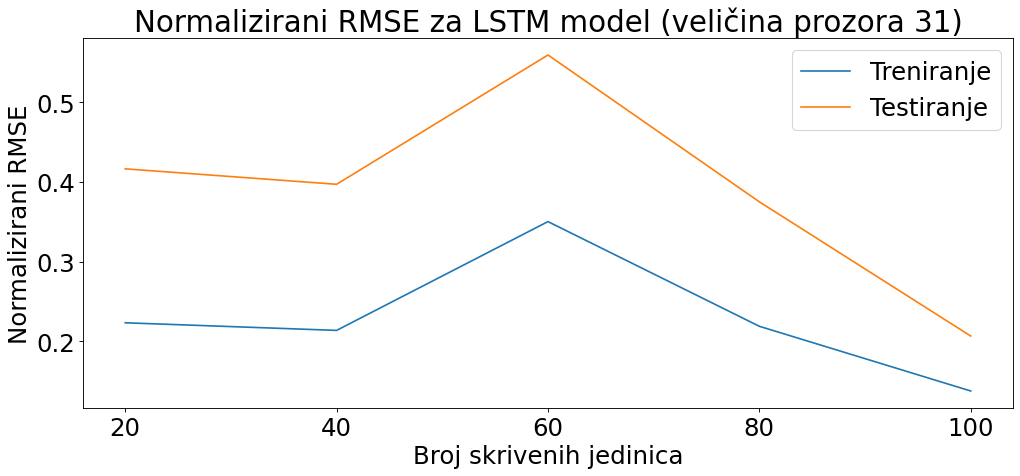 Normalizirani RMSE za LSTM model (veličina prozora 31)
Treniranje
Testiranje
Normalizirani RMSE
0.5
0.4
0.3
0.2
20 40 60 80 100
Broj skrivenih jedinica